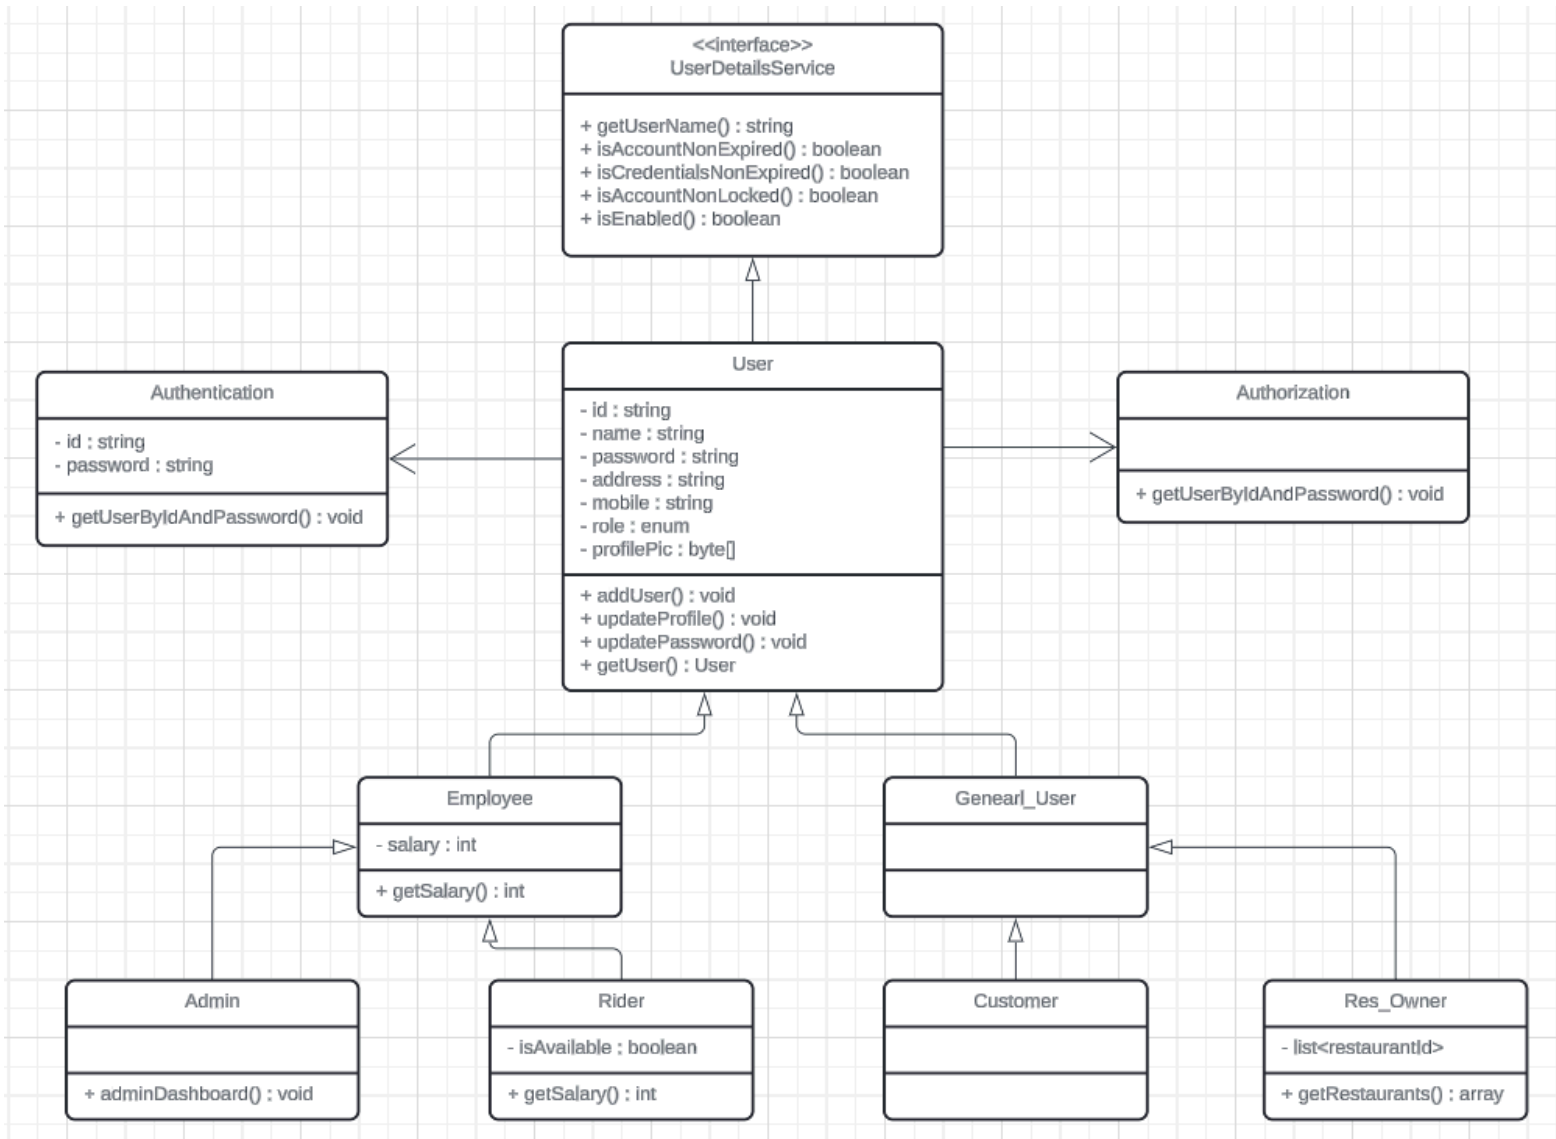 <<interface>>
UserDetailsService
+ getUserName() : string
+ isAccountNonExpired() : boolean
+ isCredentialsNonExpired() : boolean
+ isAccountNonLocked() : boolean
+ isEnabled() : boolean
Authentication
- id : string
- password : string
+ getUserByIdAndPassword() : void
User
- id : string
- name : string
- password : string
- address : string
- mobile : string
- role : enum
- profilePic : byte[]
+ addUser() : void
+ updateProfile() : void
+ updatePassword() : void
+ getUser() : User
Authorization
+ getUserByIdAndPassword() : void
Employee
- salary : int
+ getSalary() : int
Genearl_User
Admin
+ adminDashboard() : void
Rider
- isAvailable : boolean
+ getSalary() : int
Customer
Res_Owner
- list<restaurantId>
+ getRestaurants() : array